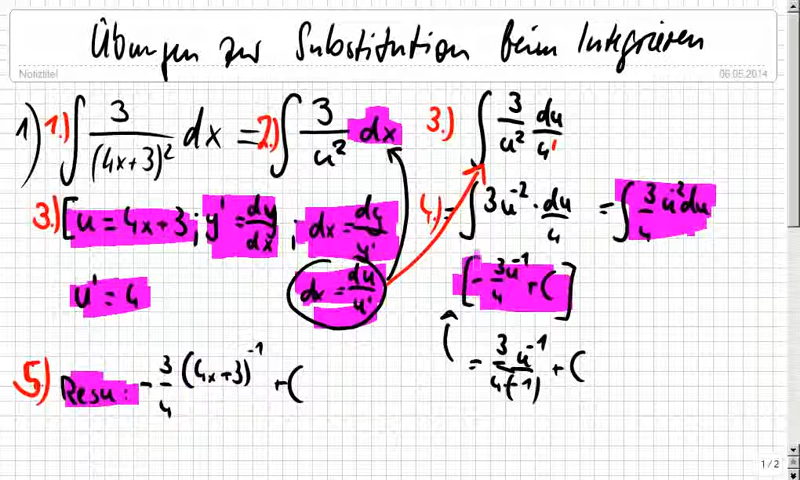 Übungen zur Substitution beim Integrieren
Notiztitel
06.05.2014
1) 1.) ∫ 3/(4x+3)² dx = 2.) ∫ 3/u² dx 3.) ∫ 3/u² du/u'
3.) [u = 4x+3 ; y' = dy/dx ; dx = dy/y' 4.) = ∫ 3u⁻² · du/4 = ∫ 3/4 u⁻² du
u' = 4 dx = du/u' [-3u⁻¹/4 + C]
= 3u⁻¹/4(-1) + C
5.) Resu: -3/4 (4x+3)⁻¹ + C
1/2